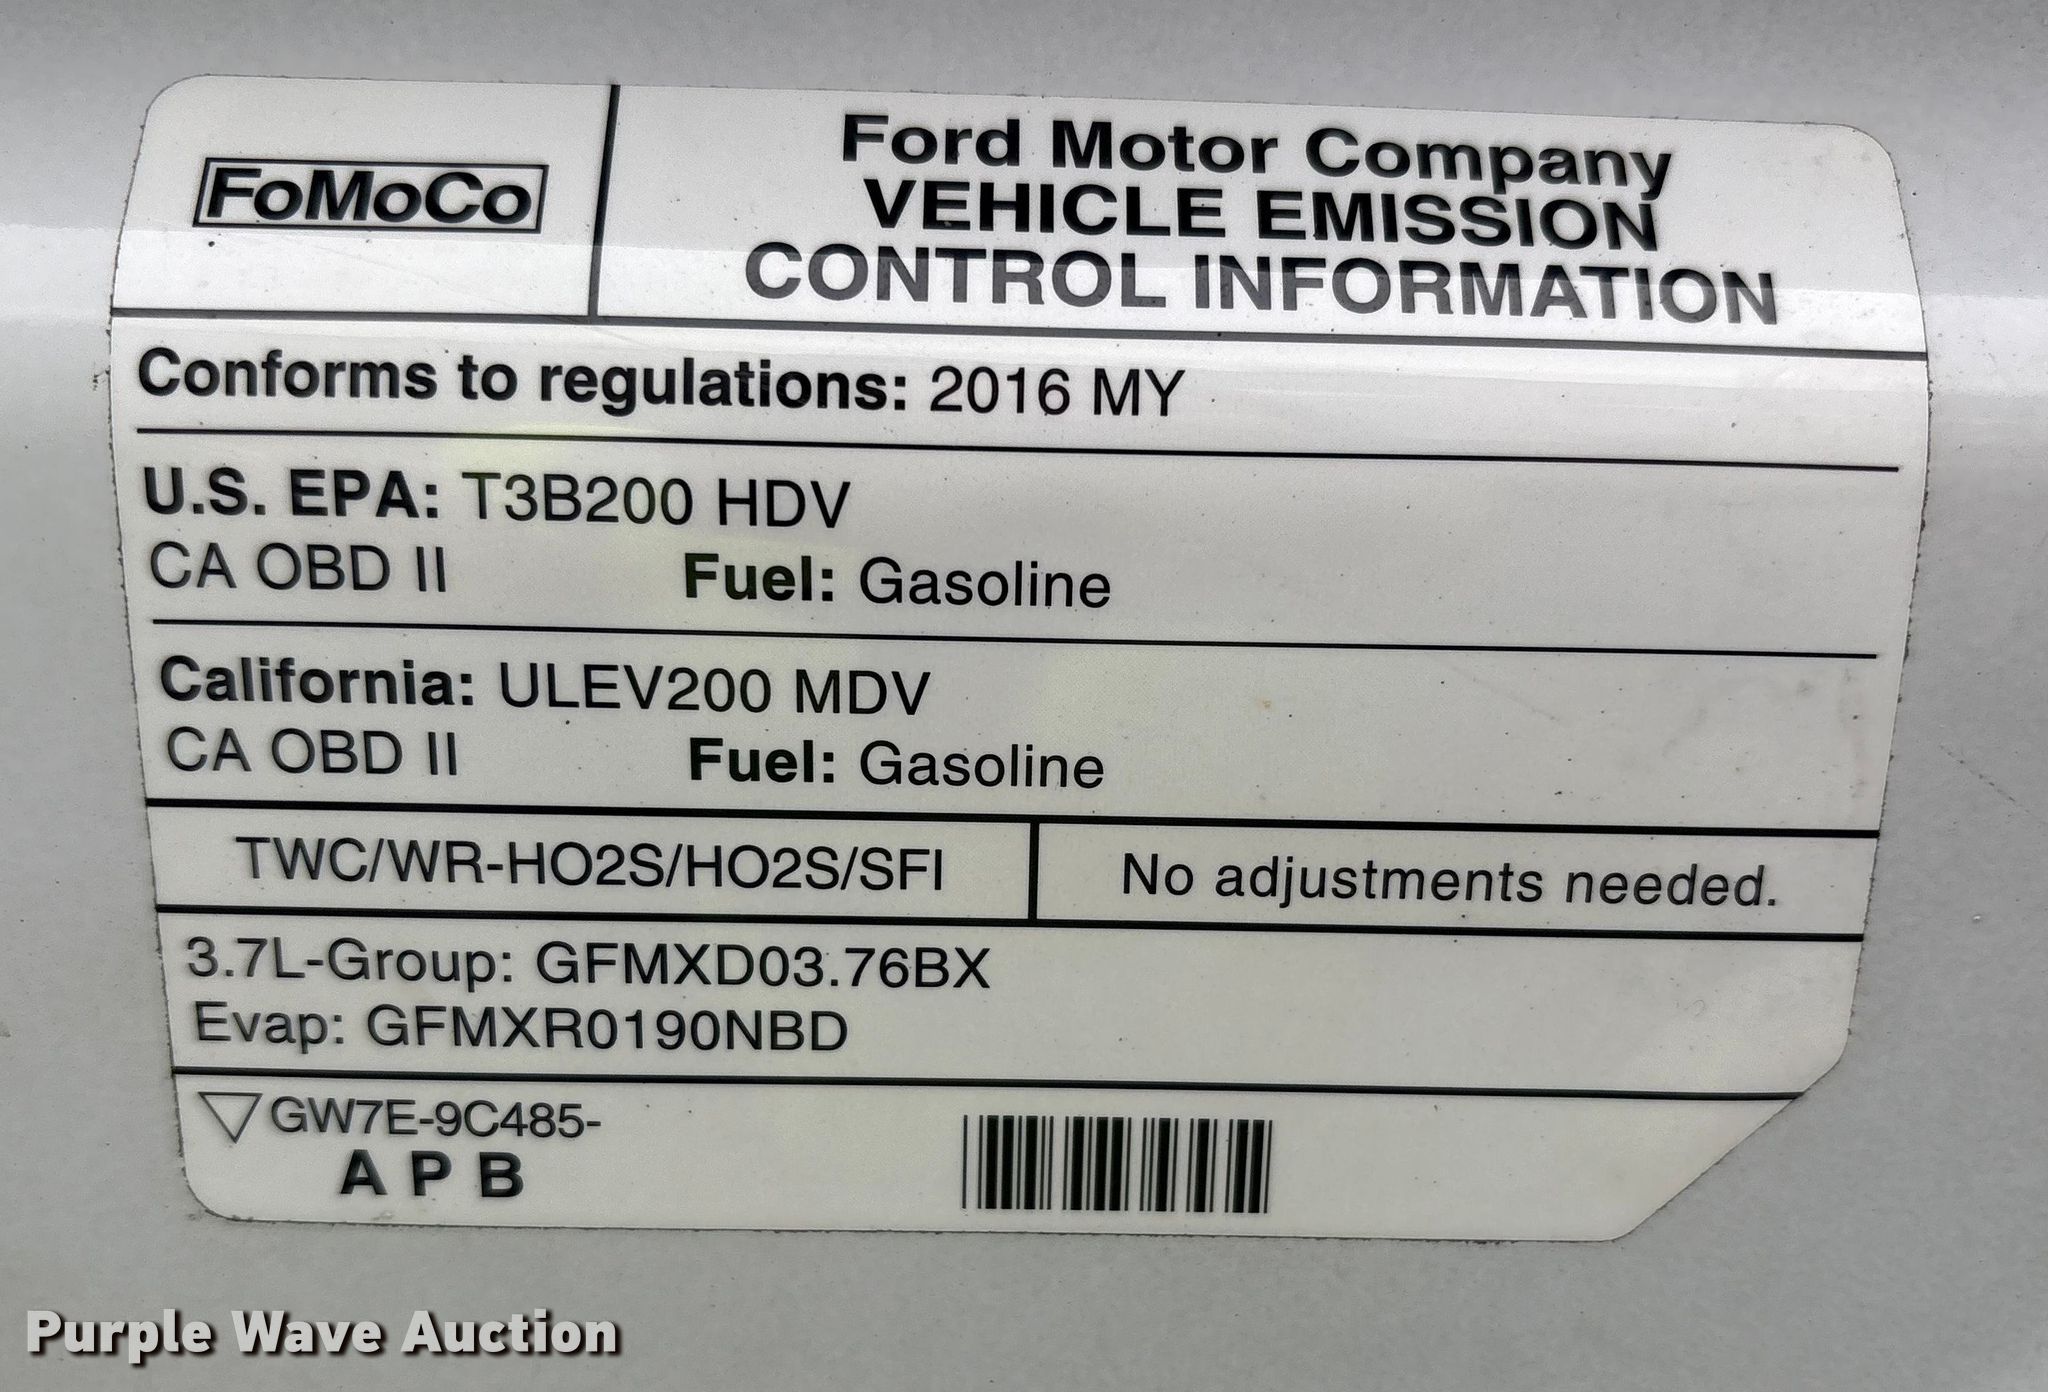 FoMoCo
Ford Motor Company
VEHICLE EMISSION
CONTROL INFORMATION
Conforms to regulations: 2016 MY
U.S. EPA: T3B200 HDV
CA OBD II Fuel: Gasoline
California: ULEV200 MDV
CA OBD II Fuel: Gasoline
TWC/WR-HO2S/HO2S/SFI
No adjustments needed.
3.7L-Group: GFMXD03.76BX
Evap: GFMXR0190NBD
GW7E-9C485-
A P B
Purple Wave Auction